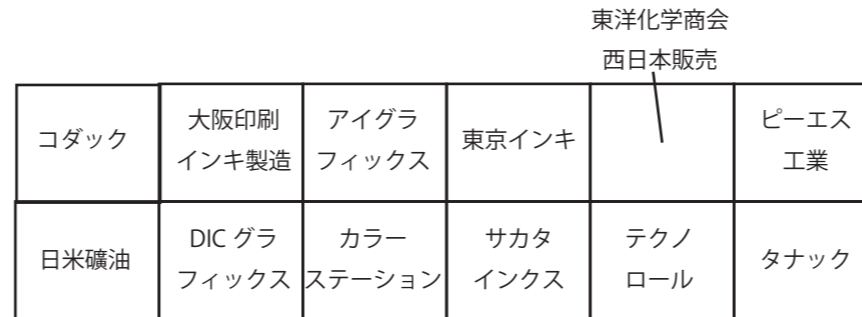 東洋化学商会
西日本販売
コダック
大阪印刷
インキ製造
アイグラ
フィックス
東京インキ
ピーエス
工業
日米礦油
DIC グラ
フィックス
カラー
ステーション
サカタ
インクス
テクノ
ロール
タナック